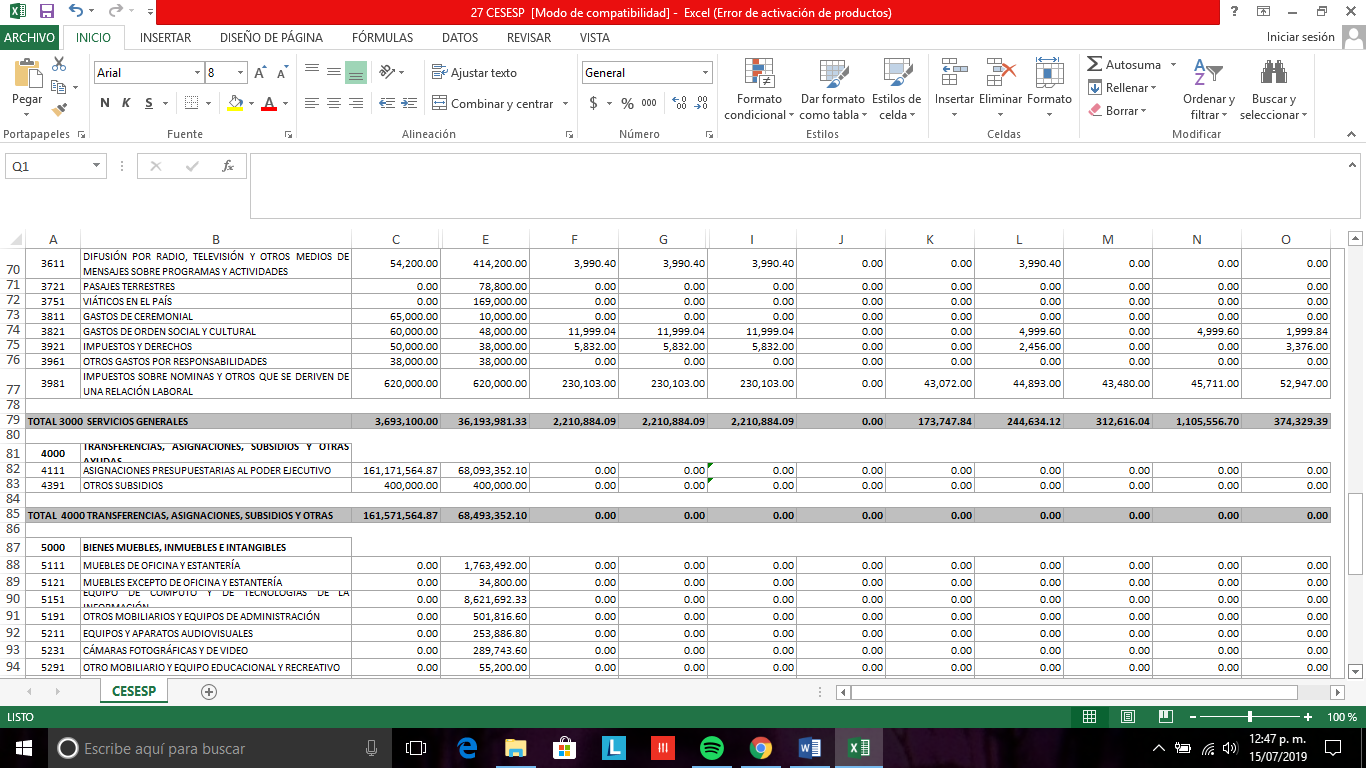 27 CESESP [Modo de compatibilidad] - Excel (Error de activación de productos)
ARCHIVO INICIO INSERTAR DISEÑO DE PÁGINA FÓRMULAS DATOS REVISAR VISTA Iniciar sesión
Arial 8 Ajustar texto General Autosuma
Pegar N K S Combinar y centrar $ % 000 Formato condicional Dar formato como tabla Estilos de celda Insertar Eliminar Formato Rellenar Borrar Ordenar y filtrar Buscar y seleccionar
Portapapeles Fuente Alineación Número Estilos Celdas Modificar
Q1 fx
A B C E F G I J K L M N O
70 3611 DIFUSIÓN POR RADIO, TELEVISIÓN Y OTROS MEDIOS DE MENSAJES SOBRE PROGRAMAS Y ACTIVIDADES 54,200.00 414,200.00 3,990.40 3,990.40 3,990.40 0.00 0.00 3,990.40 0.00 0.00 0.00
71 3721 PASAJES TERRESTRES 0.00 78,800.00 0.00 0.00 0.00 0.00 0.00 0.00 0.00 0.00 0.00
72 3751 VIÁTICOS EN EL PAÍS 0.00 169,000.00 0.00 0.00 0.00 0.00 0.00 0.00 0.00 0.00 0.00
73 3811 GASTOS DE CEREMONIAL 65,000.00 10,000.00 0.00 0.00 0.00 0.00 0.00 0.00 0.00 0.00 0.00
74 3821 GASTOS DE ORDEN SOCIAL Y CULTURAL 60,000.00 48,000.00 11,999.04 11,999.04 11,999.04 0.00 0.00 4,999.60 0.00 4,999.60 1,999.84
75 3921 IMPUESTOS Y DERECHOS 50,000.00 38,000.00 5,832.00 5,832.00 5,832.00 0.00 0.00 2,456.00 0.00 0.00 3,376.00
76 3961 OTROS GASTOS POR RESPONSABILIDADES 38,000.00 38,000.00 0.00 0.00 0.00 0.00 0.00 0.00 0.00 0.00 0.00
77 3981 IMPUESTOS SOBRE NOMINAS Y OTROS QUE SE DERIVEN DE UNA RELACIÓN LABORAL 620,000.00 620,000.00 230,103.00 230,103.00 230,103.00 0.00 43,072.00 44,893.00 43,480.00 45,711.00 52,947.00
78
79 TOTAL 3000 SERVICIOS GENERALES 3,693,100.00 36,193,981.33 2,210,884.09 2,210,884.09 2,210,884.09 0.00 173,747.84 244,634.12 312,616.04 1,105,556.70 374,329.39
80
81 4000 TRANSFERENCIAS, ASIGNACIONES, SUBSIDIOS Y OTRAS AYUDAS
82 4111 ASIGNACIONES PRESUPUESTARIAS AL PODER EJECUTIVO 161,171,564.87 68,093,352.10 0.00 0.00 0.00 0.00 0.00 0.00 0.00 0.00 0.00
83 4391 OTROS SUBSIDIOS 400,000.00 400,000.00 0.00 0.00 0.00 0.00 0.00 0.00 0.00 0.00 0.00
84
85 TOTAL 4000 TRANSFERENCIAS, ASIGNACIONES, SUBSIDIOS Y OTRAS 161,571,564.87 68,493,352.10 0.00 0.00 0.00 0.00 0.00 0.00 0.00 0.00 0.00
86
87 5000 BIENES MUEBLES, INMUEBLES E INTANGIBLES
88 5111 MUEBLES DE OFICINA Y ESTANTERÍA 0.00 1,763,492.00 0.00 0.00 0.00 0.00 0.00 0.00 0.00 0.00 0.00
89 5121 MUEBLES EXCEPTO DE OFICINA Y ESTANTERÍA 0.00 34,800.00 0.00 0.00 0.00 0.00 0.00 0.00 0.00 0.00 0.00
90 5151 EQUIPO DE COMPUTO Y DE TECNOLOGÍAS DE LA INFORMACIÓN 0.00 8,621,692.33 0.00 0.00 0.00 0.00 0.00 0.00 0.00 0.00 0.00
91 5191 OTROS MOBILIARIOS Y EQUIPOS DE ADMINISTRACIÓN 0.00 501,816.60 0.00 0.00 0.00 0.00 0.00 0.00 0.00 0.00 0.00
92 5211 EQUIPOS Y APARATOS AUDIOVISUALES 0.00 253,886.80 0.00 0.00 0.00 0.00 0.00 0.00 0.00 0.00 0.00
93 5231 CÁMARAS FOTOGRÁFICAS Y DE VIDEO 0.00 289,743.60 0.00 0.00 0.00 0.00 0.00 0.00 0.00 0.00 0.00
94 5291 OTRO MOBILIARIO Y EQUIPO EDUCACIONAL Y RECREATIVO 0.00 55,200.00 0.00 0.00 0.00 0.00 0.00 0.00 0.00 0.00 0.00
CESESP
LISTO 100 %
Escribe aquí para buscar 12:47 p. m.
15/07/2019